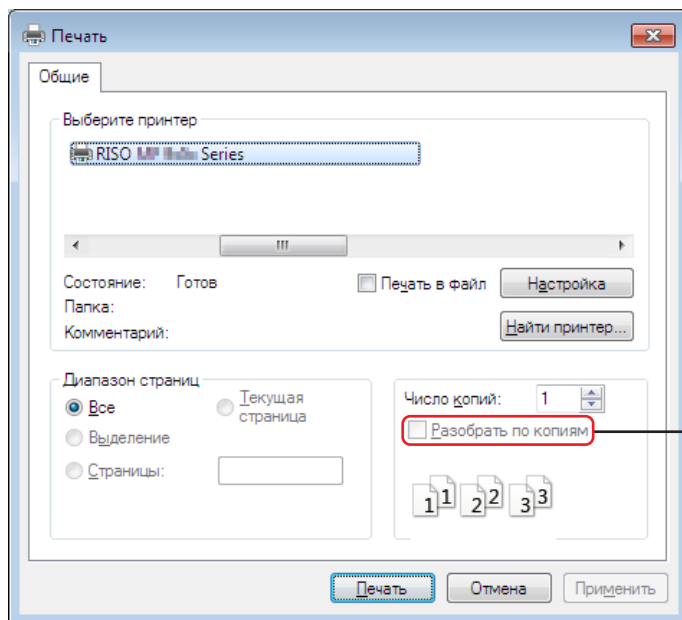 Печать
Общие
Выберите принтер
RISO Series
Состояние: Готов
Печать в файл
Настройка
Папка:
Комментарий:
Найти принтер...
Диапазон страниц
Все
Текущая
страница
Выделение
Страницы:
Число копий: 1
Разобрать по копиям
1 1 2 2 3 3
Печать
Отмена
Применить